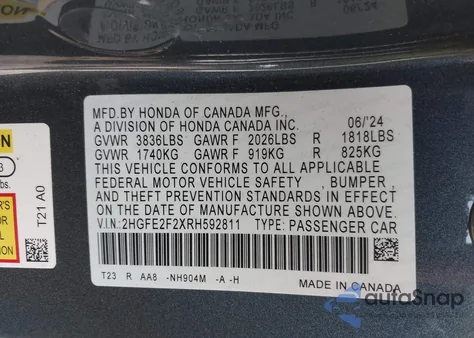 MFD.BY HONDA OF CANADA MFG.,
A DIVISION OF HONDA CANADA INC. 06/'24
GVWR 3836LBS GAWR F 2026LBS R 1818LBS
GVWR 1740KG GAWR F 919KG R 825KG
THIS VEHICLE CONFORMS TO ALL APPLICABLE
FEDERAL MOTOR VEHICLE SAFETY , BUMPER ,
AND THEFT PREVENTION STANDARDS IN EFFECT
ON THE DATE OF MANUFACTURE SHOWN ABOVE.
V.I.N.:2HGFE2F2XRH592811 TYPE: PASSENGER CAR
T23 R AA8 -NH904M -A -H
MADE IN CANADA
T21 A0
lbs.
autoSnap